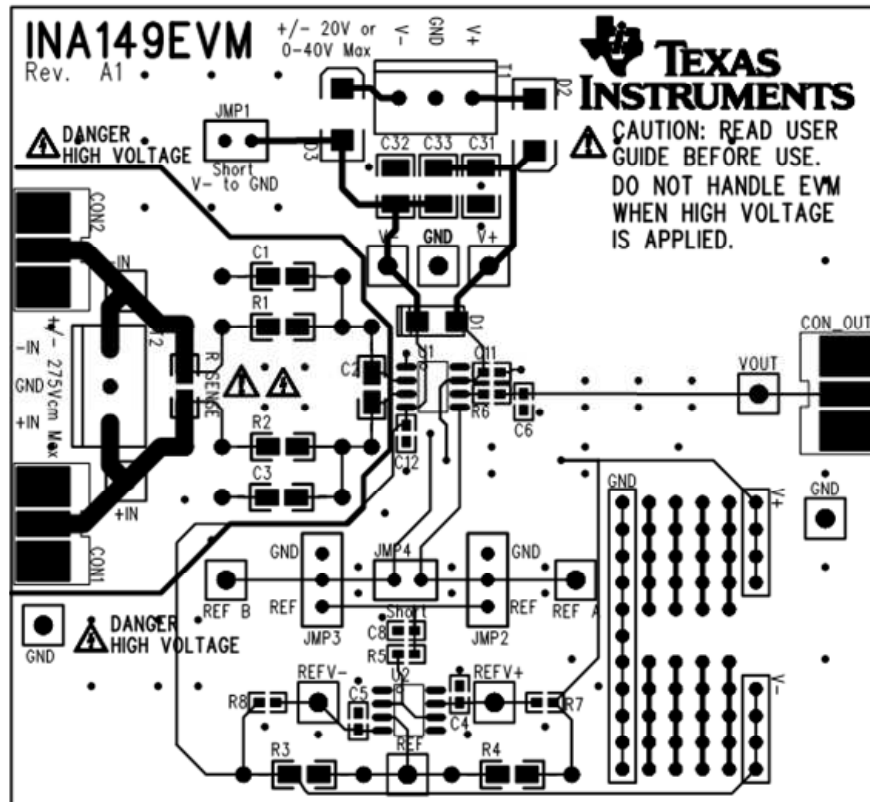 INA149EVM
Rev. A1
+/- 20V or
0-40V Max
V-
GND
V+
T1
D2
TEXAS
INSTRUMENTS
CAUTION: READ USER
GUIDE BEFORE USE.
DO NOT HANDLE EVM
WHEN HIGH VOLTAGE
IS APPLIED.
DANGER
HIGH VOLTAGE
JMP1
Short
V- to GND
D3
C32
C33
C31
V-
GND
V+
CON2
-IN
C1
R1
D1
CON_OUT
-IN
GND
+IN
+/- 275Vcm Max
T2
R_SENSE
C2
U1
C11
R6
C6
VOUT
R2
C12
C3
+IN
CON1
GND
V+
GND
GND
REF
JMP4
Short
GND
REF
REF B
REF A
JMP3
JMP2
C8
R5
GND
DANGER
HIGH VOLTAGE
REFV-
U2
REFV+
R8
C5
C4
R7
V-
R3
REF
R4